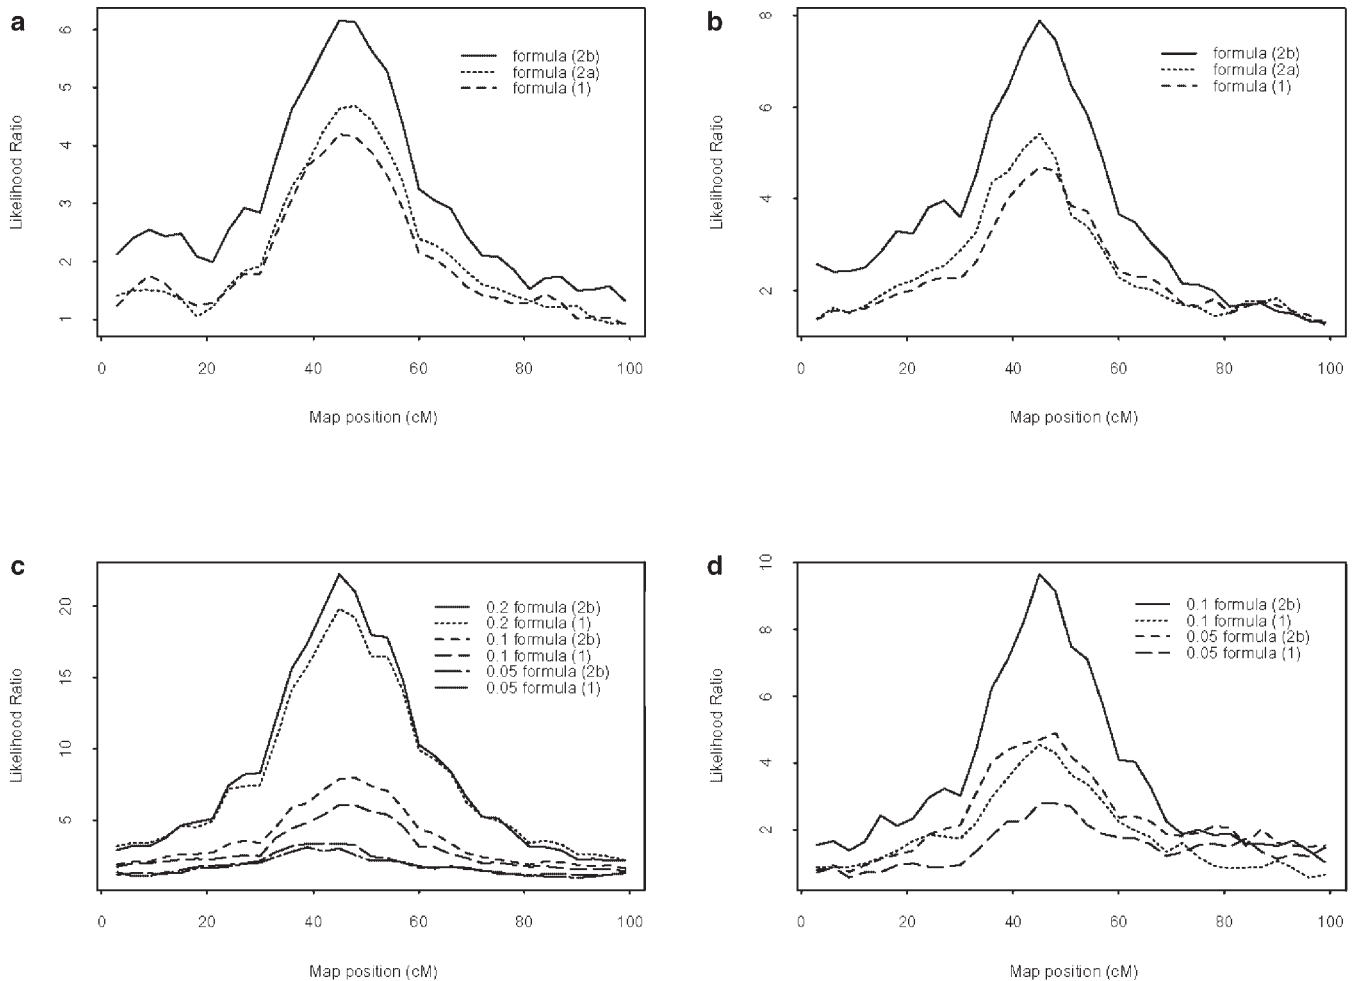 a
Likelihood Ratio
6
5
4
3
2
1
formula (2b)
formula (2a)
formula (1)
0 20 40 60 80 100
Map position (cM)
b
Likelihood Ratio
8
6
4
2
formula (2b)
formula (2a)
formula (1)
0 20 40 60 80 100
Map position (cM)
c
Likelihood Ratio
20
15
10
5
0.2 formula (2b)
0.2 formula (1)
0.1 formula (2b)
0.1 formula (1)
0.05 formula (2b)
0.05 formula (1)
0 20 40 60 80 100
Map position (cM)
d
Likelihood Ratio
10
8
6
4
2
0.1 formula (2b)
0.1 formula (1)
0.05 formula (2b)
0.05 formula (1)
0 20 40 60 80 100
Map position (cM)